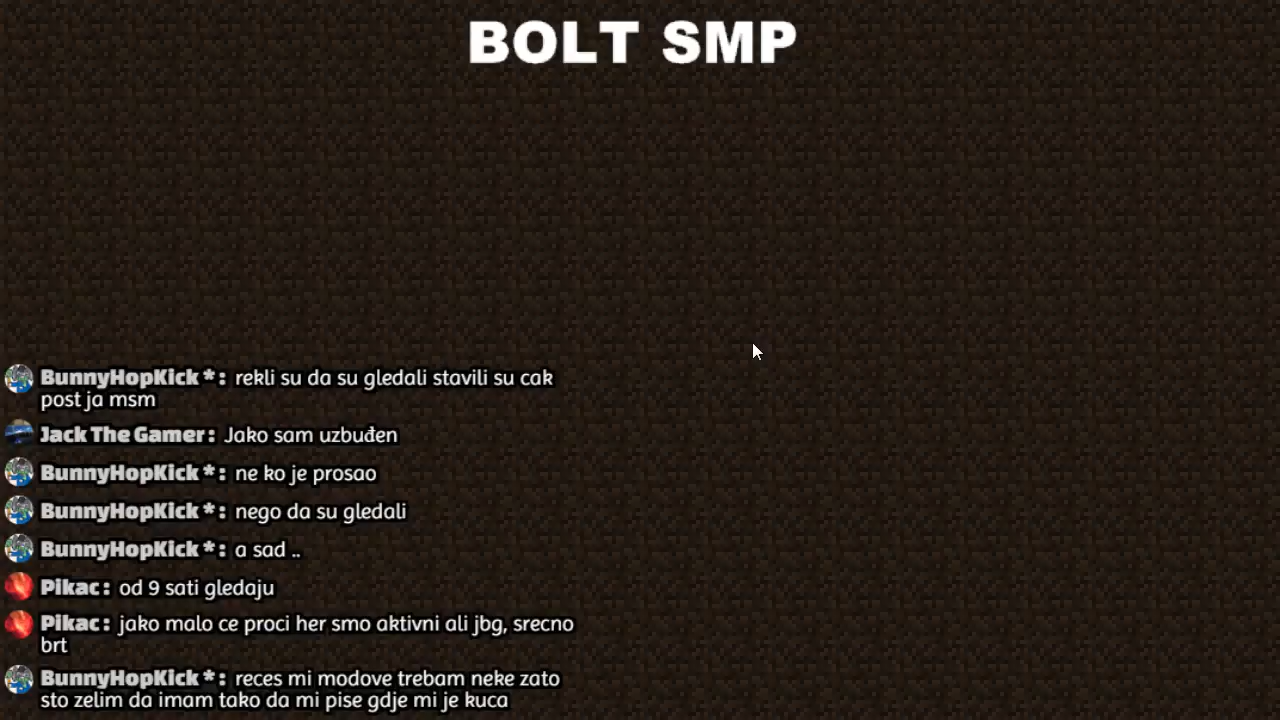 BOLT SMP
BunnyHopKick *: rekli su da su gledali stavili su cak
post ja msm
Jack The Gamer: Jako sam uzbuđen
BunnyHopKick *: ne ko je prosao
BunnyHopKick *: nego da su gledali
BunnyHopKick *: a sad ..
Pikac: od 9 sati gledaju
Pikac: jako malo ce proci her smo aktivni ali jbg, srecno
brt
BunnyHopKick *: reces mi modove trebam neke zato
sto zelim da imam tako da mi pise gdje mi je kuca